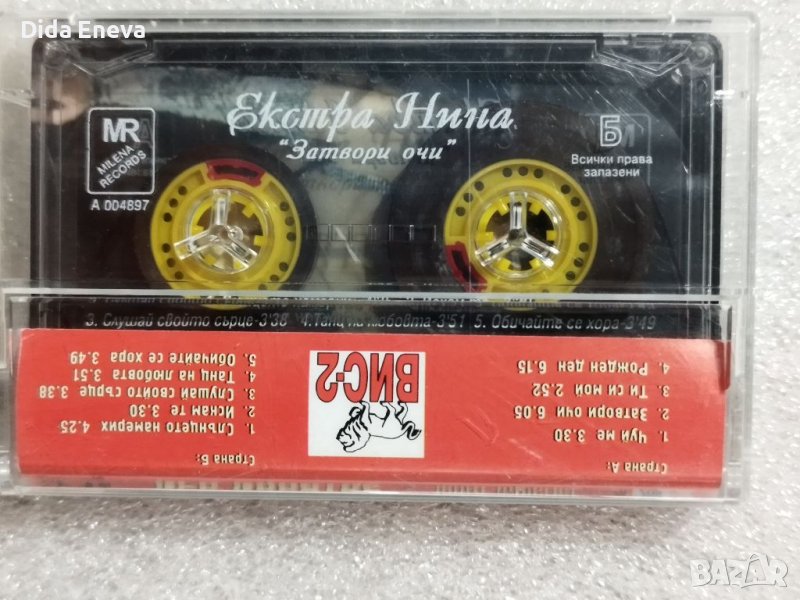 Dida Eneva
Екстра Нина
"Затвори очи"
MR
MILENA
RECORDS
A 004897
Б
Всички права
запазени
3. Слушай свойто сърце-3'38 4.Танц на любовта-3'51 5. Обичайте се хора-3'49
Страна А:
1. Чуй ме 3.30
2. Затвори очи 6.05
3. Ти си мой 2.52
4. Рожден ден 6.15
ВИС-2
Страна Б:
1. Слънцето намерих 4.25
2. Искам те 3.30
3. Слушай свойто сърце 3.38
4. Танц на любовта 3.51
5. Обичайте се хора 3.49
BAZAR